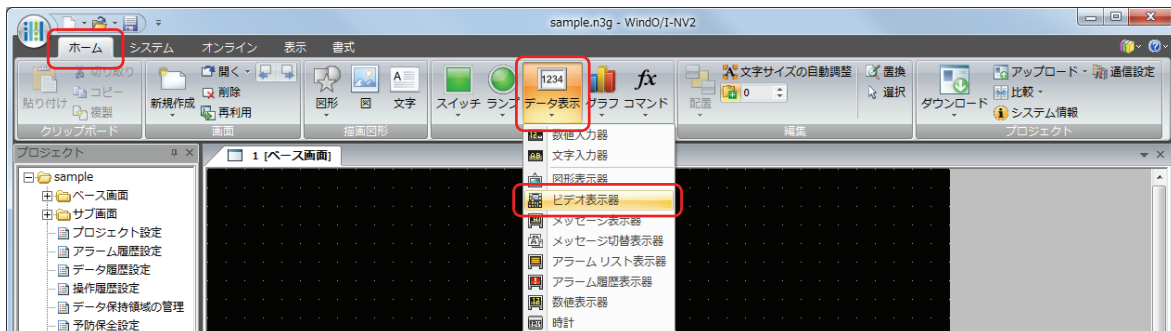 sample.n3g - WindO/I-NV2
ホーム システム オンライン 表示 書式
切り取り 開く 1234 fx 文字サイズの自動調整 置換 アップロード 通信設定
コピー 削除 0 選択 比較
貼り付け 複製 新規作成 再利用 図形 図 文字 スイッチ ランプ データ表示 グラフ コマンド 配置 ダウンロード システム情報
クリップボード 画面 描画図形 編集 プロジェクト
プロジェクト 1 [ベース画面]
数値入力器
文字入力器
図形表示器
ビデオ表示器
メッセージ表示器
メッセージ切替表示器
アラーム リスト表示器
アラーム履歴表示器
数値表示器
時計
sample
ベース画面
サブ画面
プロジェクト設定
アラーム履歴設定
データ履歴設定
操作履歴設定
データ保持領域の管理
予防保全設定